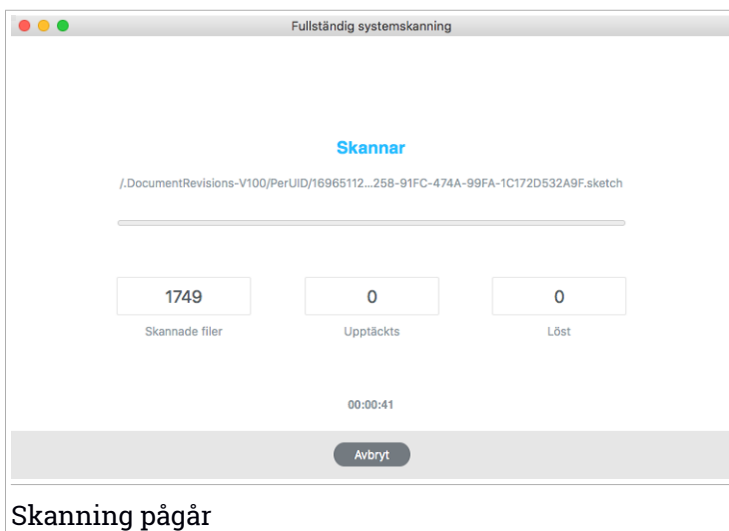 Fullständig systemskanning
Skannar
/.DocumentRevisions-V100/PerUID/16965112...258-91FC-474A-99FA-1C172D532A9F.sketch
1749
0
0
Skannade filer
Upptäckts
Löst
00:00:41
Avbryt
Skanning pågår